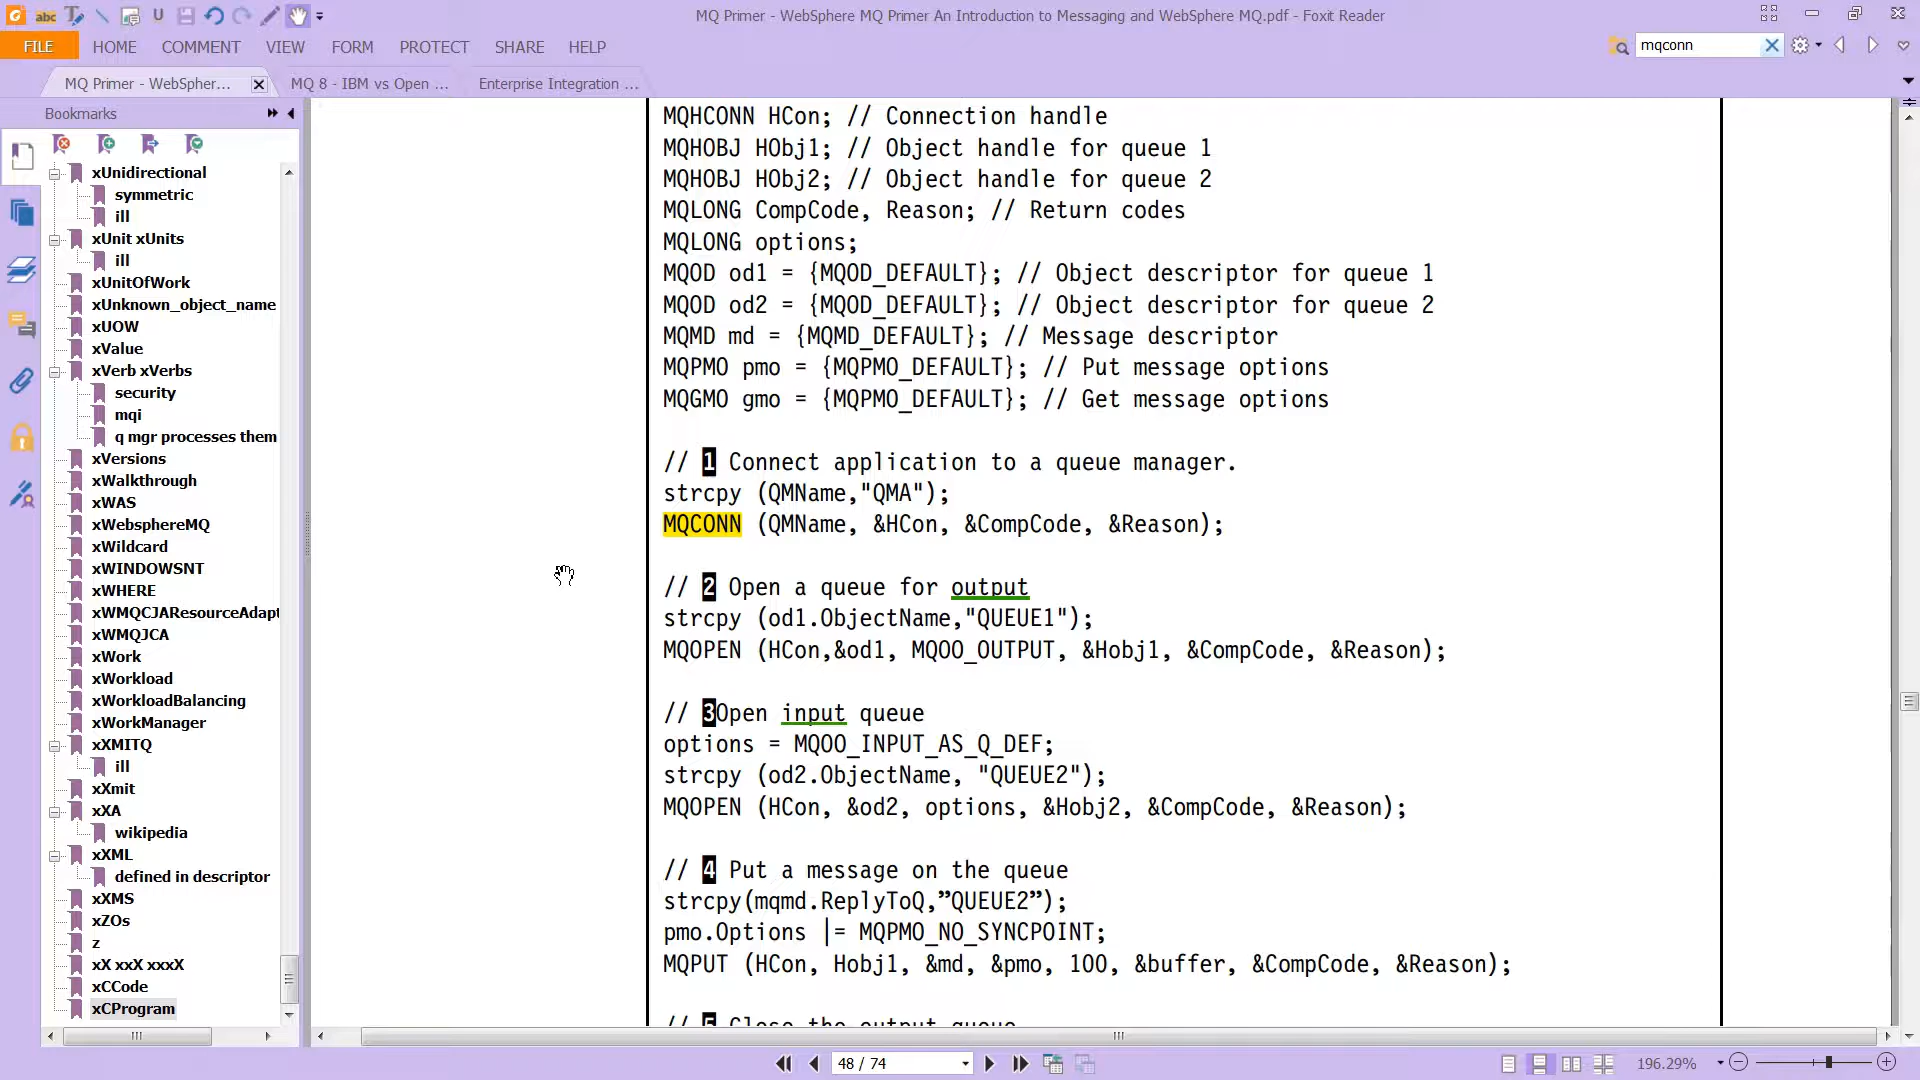 MQ Primer - WebSphere MQ Primer An Introduction to Messaging and WebSphere MQ.pdf - Foxit Reader
FILE HOME COMMENT VIEW FORM PROTECT SHARE HELP
mqconn
MQ Primer - WebSpher... MQ 8 - IBM vs Open ... Enterprise Integration ...
Bookmarks
xUnidirectional
symmetric
ill
xUnit xUnits
ill
xUnitOfWork
xUnknown_object_name
xUOW
xValue
xVerb xVerbs
security
mqi
q mgr processes them
xVersions
xWalkthrough
xWAS
xWebsphereMQ
xWildcard
xWINDOWSNT
xWHERE
xWMQCJAResourceAdapt
xWMQJCA
xWork
xWorkload
xWorkloadBalancing
xWorkManager
xXMITQ
ill
xXmit
xXA
wikipedia
xXML
defined in descriptor
xXMS
xZOs
z
xX xxX xxxX
xCCode
xCProgram
MQHCONN HCon; // Connection handle
MQHOBJ HObj1; // Object handle for queue 1
MQHOBJ HObj2; // Object handle for queue 2
MQLONG CompCode, Reason; // Return codes
MQLONG options;
MQOD od1 = {MQOD_DEFAULT}; // Object descriptor for queue 1
MQOD od2 = {MQOD_DEFAULT}; // Object descriptor for queue 2
MQMD md = {MQMD_DEFAULT}; // Message descriptor
MQPMO pmo = {MQPMO_DEFAULT}; // Put message options
MQGMO gmo = {MQPMO_DEFAULT}; // Get message options
// 1 Connect application to a queue manager.
strcpy (QMName,"QMA");
MQCONN (QMName, &HCon, &CompCode, &Reason);
// 2 Open a queue for output
strcpy (od1.ObjectName,"QUEUE1");
MQOPEN (HCon,&od1, MQOO_OUTPUT, &Hobj1, &CompCode, &Reason);
// 3Open input queue
options = MQOO_INPUT_AS_Q_DEF;
strcpy (od2.ObjectName, "QUEUE2");
MQOPEN (HCon, &od2, options, &Hobj2, &CompCode, &Reason);
// 4 Put a message on the queue
strcpy(mqmd.ReplyToQ,”QUEUE2”);
pmo.Options |= MQPMO_NO_SYNCPOINT;
MQPUT (HCon, Hobj1, &md, &pmo, 100, &buffer, &CompCode, &Reason);
// 5 Close the output queue
48 / 74
196.29%